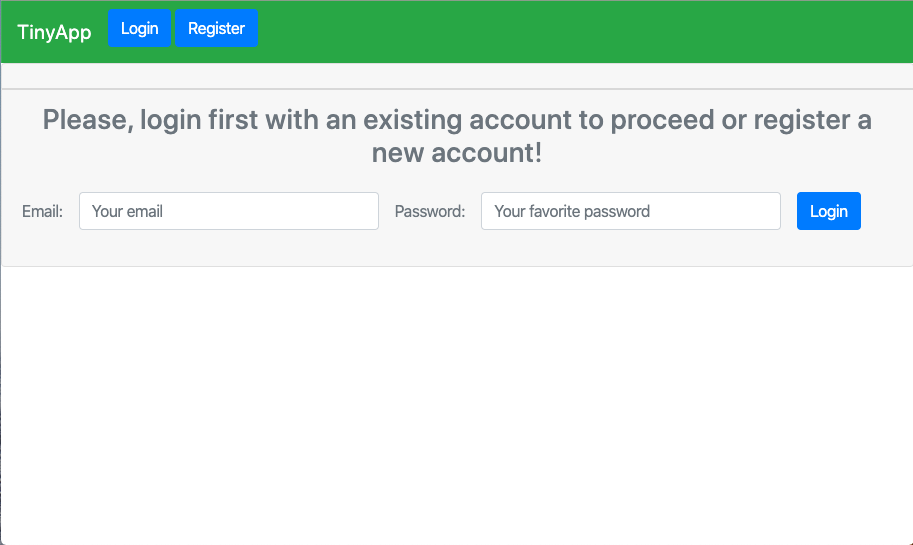 TinyApp Login Register
Please, login first with an existing account to proceed or register a
new account!
Email: Your email Password: Your favorite password Login